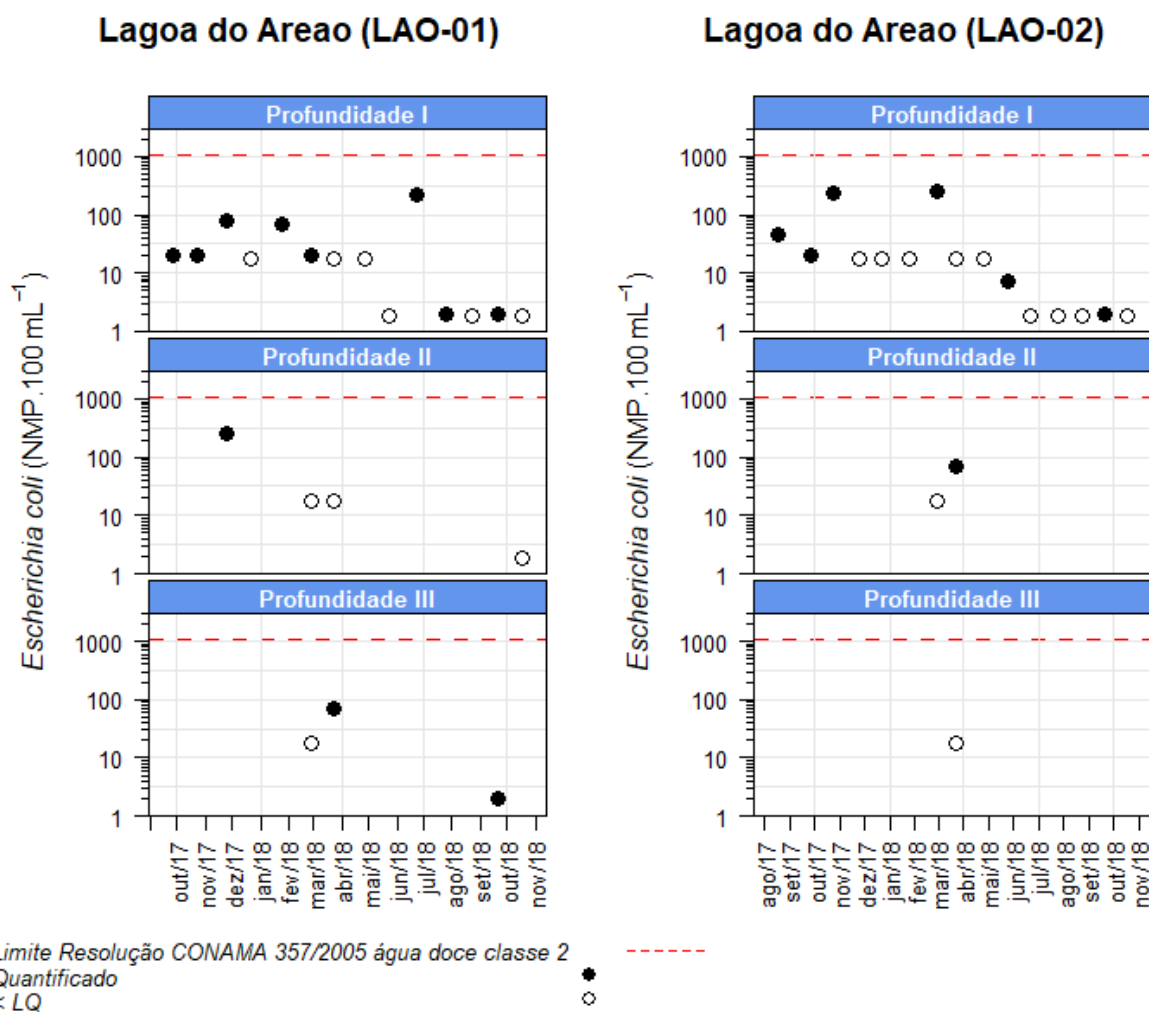 Lagoa do Areao (LAO-01)
Profundidade I
1000
100
10
1
Profundidade II
1000
100
10
1
Profundidade III
1000
100
10
1
Escherichia coli (NMP.100 mL⁻¹)
out/17
nov/17
dez/17
jan/18
fev/18
mar/18
abr/18
mai/18
jun/18
jul/18
ago/18
set/18
out/18
nov/18
Lagoa do Areao (LAO-02)
Profundidade I
1000
100
10
1
Profundidade II
1000
100
10
1
Profundidade III
1000
100
10
1
Escherichia coli (NMP.100 mL⁻¹)
ago/17
set/17
out/17
nov/17
dez/17
jan/18
fev/18
mar/18
abr/18
mai/18
jun/18
jul/18
ago/18
set/18
out/18
nov/18
Limite Resolução CONAMA 357/2005 água doce classe 2
Quantificado
< LQ